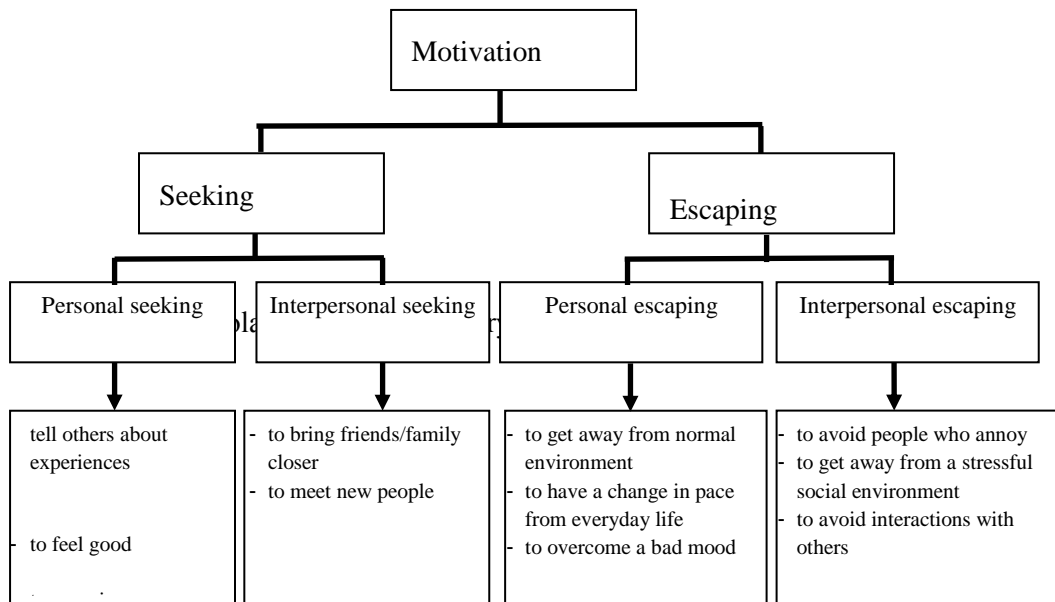 Motivation
Seeking
Escaping
Personal seeking
Interpersonal seeking
Personal escaping
Interpersonal escaping
tell others about
experiences
- to feel good
- to bring friends/family
closer
- to meet new people
- to get away from normal
environment
- to have a change in pace
from everyday life
- to overcome a bad mood
- to avoid people who annoy
- to get away from a stressful
social environment
- to avoid interactions with
others